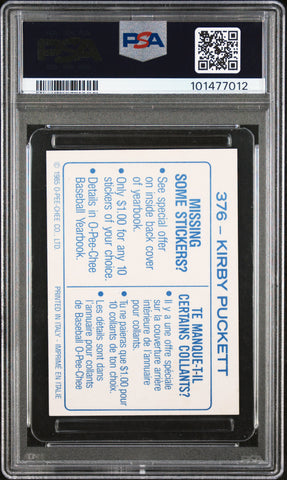 PSA
101477012
376 – KIRBY PUCKETT
MISSING
SOME STICKERS?
• See special offer
on inside back cover
of yearbook.
• Only $1.00 for any 10
stickers of your choice.
• Details in O-Pee-Chee
Baseball Yearbook.
TE MANQUE-T-IL
CERTAINS COLLANTS?
• Il y a une offre spéciale
sur la couverture arrière
intérieure de l'annuaire
pour collants.
• Tu ne paieras que $1.00 pour
10 collants de ton choix.
• Les détails sont dans
l'annuaire pour collants
de Baseball O-Pee-Chee
© 1985 O-PEE-CHEE CO. LTD.
PRINTED IN ITALY - IMPRIMÉ EN ITALIE